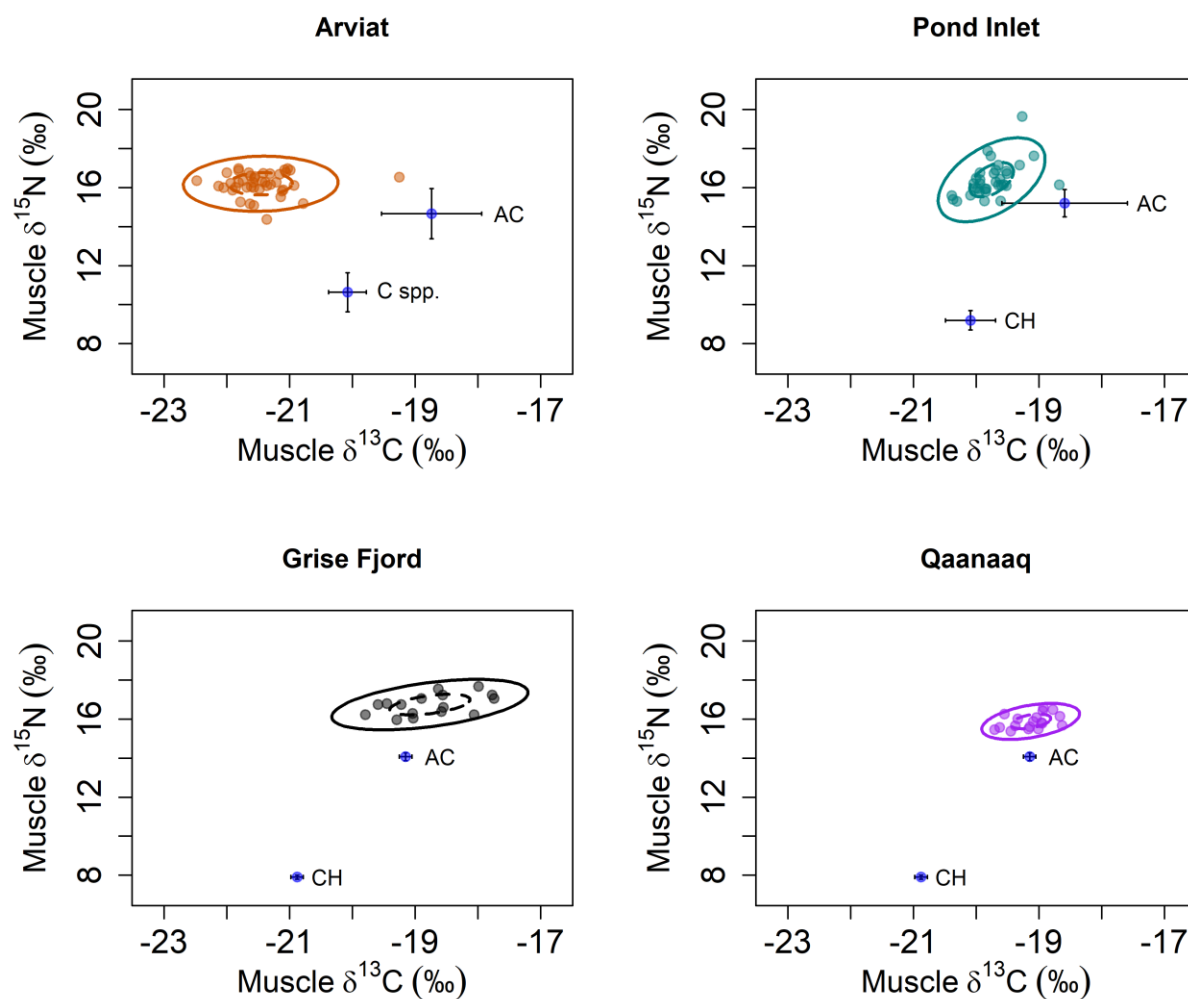 Arviat
Muscle δ¹⁵N (‰)
20
16
12
8
AC
C spp.
-23
-21
-19
-17
Muscle δ¹³C (‰)
Pond Inlet
Muscle δ¹⁵N (‰)
20
16
12
8
AC
CH
-23
-21
-19
-17
Muscle δ¹³C (‰)
Grise Fjord
Muscle δ¹⁵N (‰)
20
16
12
8
AC
CH
-23
-21
-19
-17
Muscle δ¹³C (‰)
Qaanaaq
Muscle δ¹⁵N (‰)
20
16
12
8
AC
CH
-23
-21
-19
-17
Muscle δ¹³C (‰)